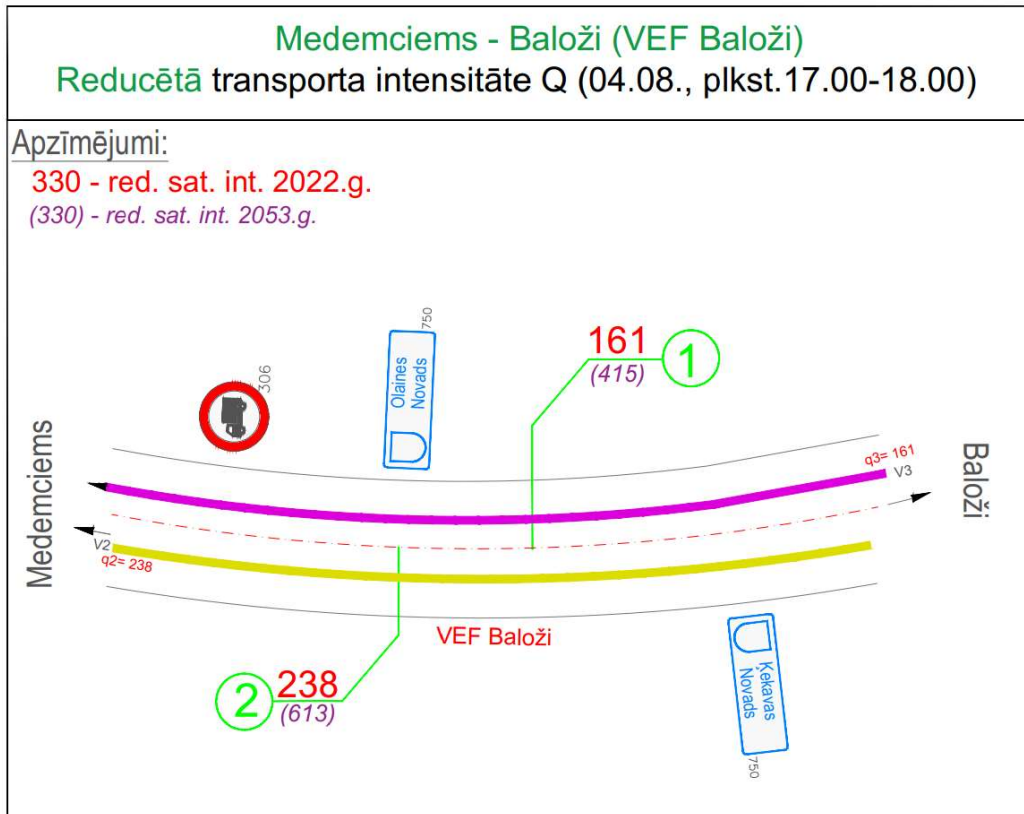 Medemciems - Baloži (VEF Baloži)
Reducētā transporta intensitāte Q (04.08., plkst.17.00-18.00)
Apzīmējumi:
330 - red. sat. int. 2022.g.
(330) - red. sat. int. 2053.g.
750
Olaines
Novads
306
161
(415)
1
Medemciems
Baloži
q3= 161
V3
V2
q2= 238
VEF Baloži
2
238
(613)
Ķekavas
Novads
750